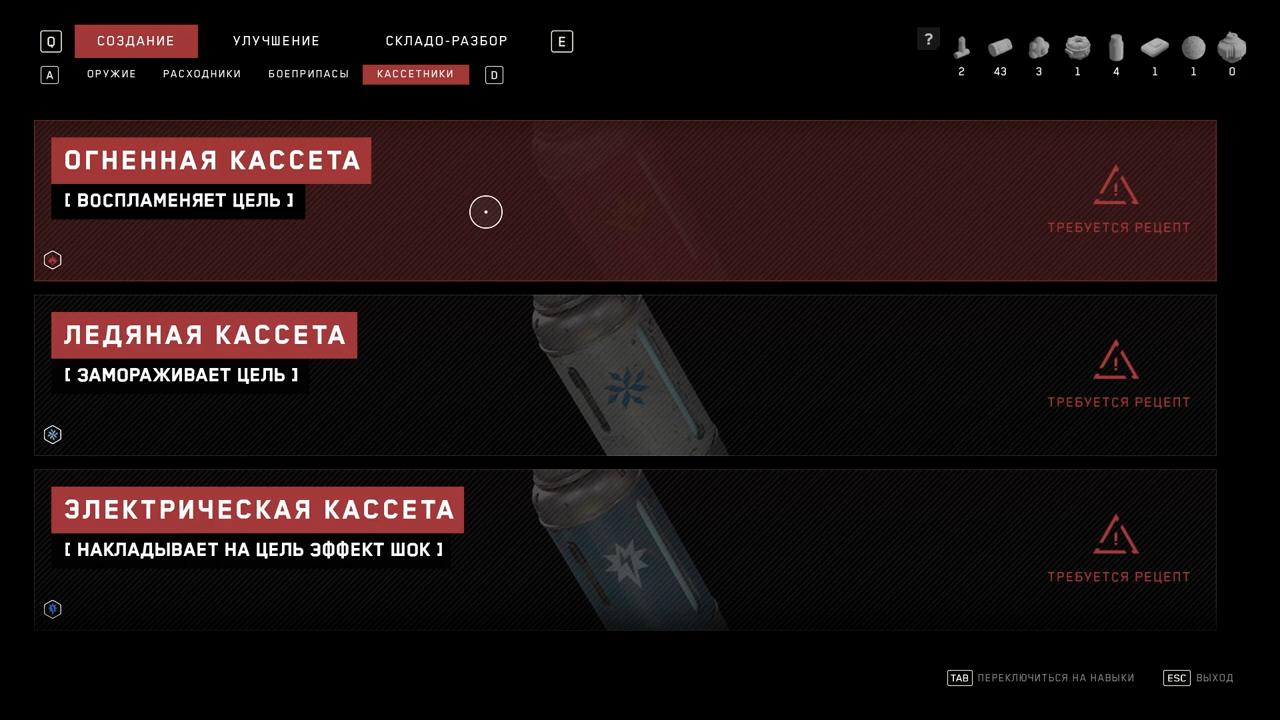 Q СОЗДАНИЕ УЛУЧШЕНИЕ СКЛАДО-РАЗБОР E
A ОРУЖИЕ РАСХОДНИКИ БОЕПРИПАСЫ КАССЕТНИКИ D
?
2 43 3 1 4 1 1 0
ОГНЕННАЯ КАССЕТА
[ ВОСПЛАМЕНЯЕТ ЦЕЛЬ ]
ТРЕБУЕТСЯ РЕЦЕПТ
ЛЕДЯНАЯ КАССЕТА
[ ЗАМОРАЖИВАЕТ ЦЕЛЬ ]
ТРЕБУЕТСЯ РЕЦЕПТ
ЭЛЕКТРИЧЕСКАЯ КАССЕТА
[ НАКЛАДЫВАЕТ НА ЦЕЛЬ ЭФФЕКТ ШОК ]
ТРЕБУЕТСЯ РЕЦЕПТ
TAB ПЕРЕКЛЮЧИТЬСЯ НА НАВЫКИ ESC ВЫХОД